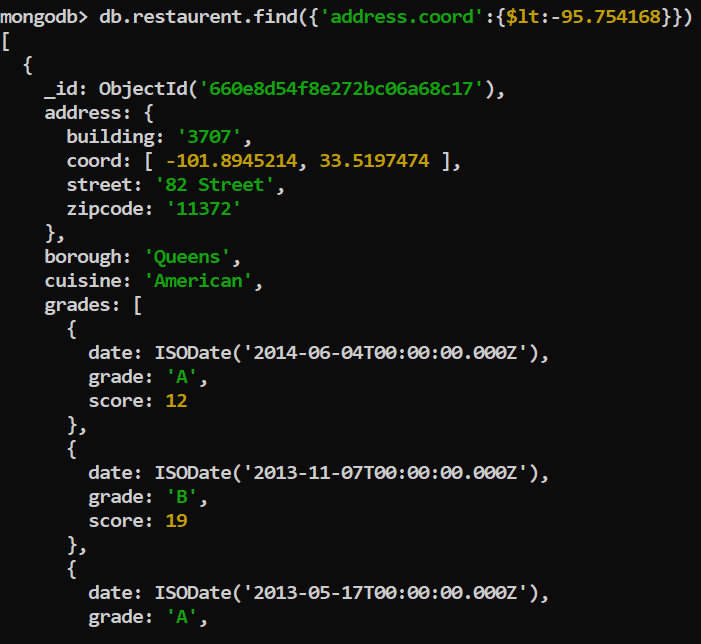 mongodb> db.restaurent.find({'address.coord':{$lt:-95.754168}})
[
  {
    _id: ObjectId('660e8d54f8e272bc06a68c17'),
    address: {
      building: '3707',
      coord: [ -101.8945214, 33.5197474 ],
      street: '82 Street',
      zipcode: '11372'
    },
    borough: 'Queens',
    cuisine: 'American',
    grades: [
      {
        date: ISODate('2014-06-04T00:00:00.000Z'),
        grade: 'A',
        score: 12
      },
      {
        date: ISODate('2013-11-07T00:00:00.000Z'),
        grade: 'B',
        score: 19
      },
      {
        date: ISODate('2013-05-17T00:00:00.000Z'),
        grade: 'A',